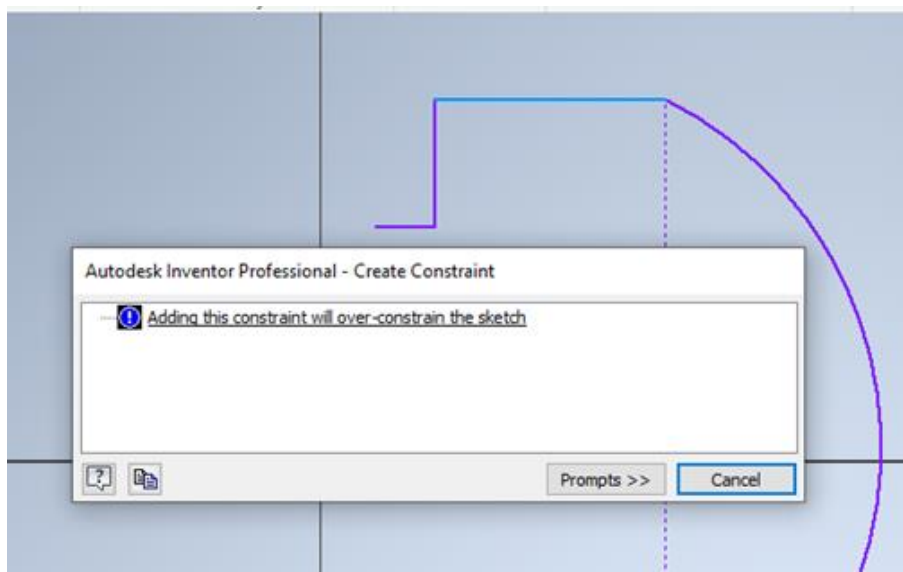 Autodesk Inventor Professional - Create Constraint
Adding this constraint will over-constrain the sketch
Prompts >>
Cancel